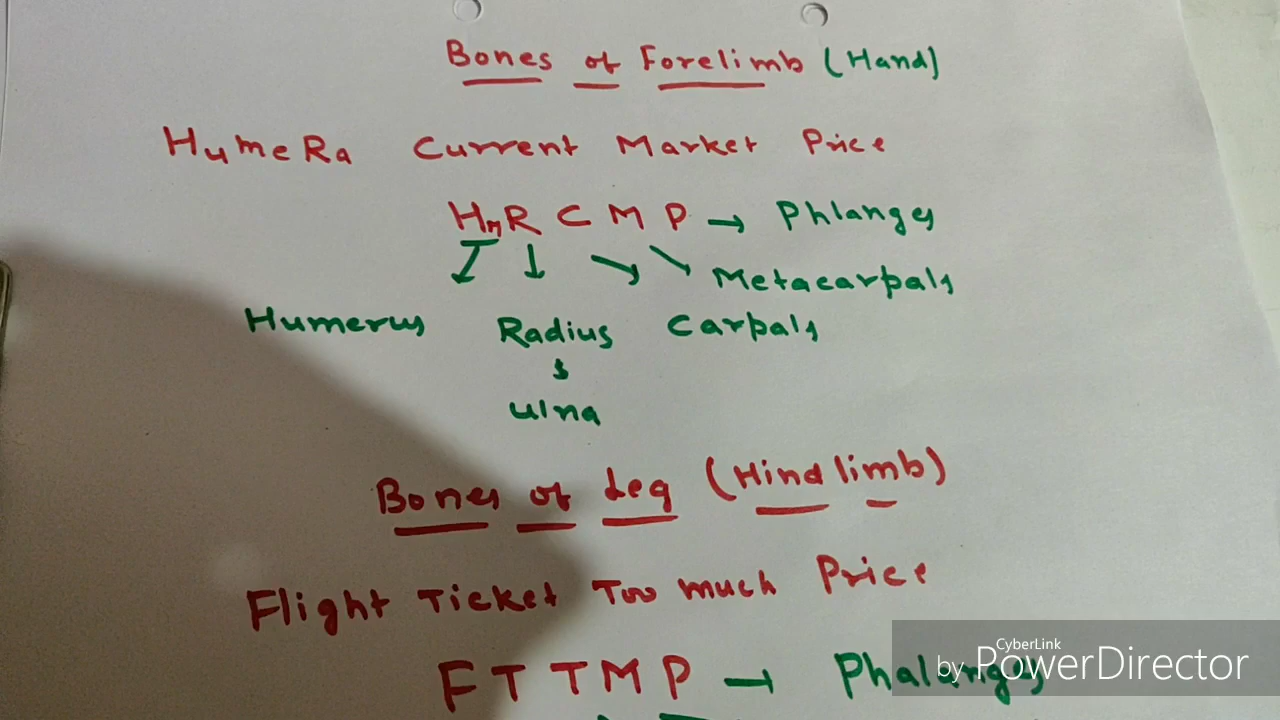 Bones of Forelimb (Hand)
HumeRa Current Market Price
HMR C M P → Phlanges
Metacarpals
Humerus Radius Carpals
&
ulna
Bones of Leg (Hind limb)
Flight Ticket Too much Price
F T T M P → Phalanges
CyberLink
by PowerDirector